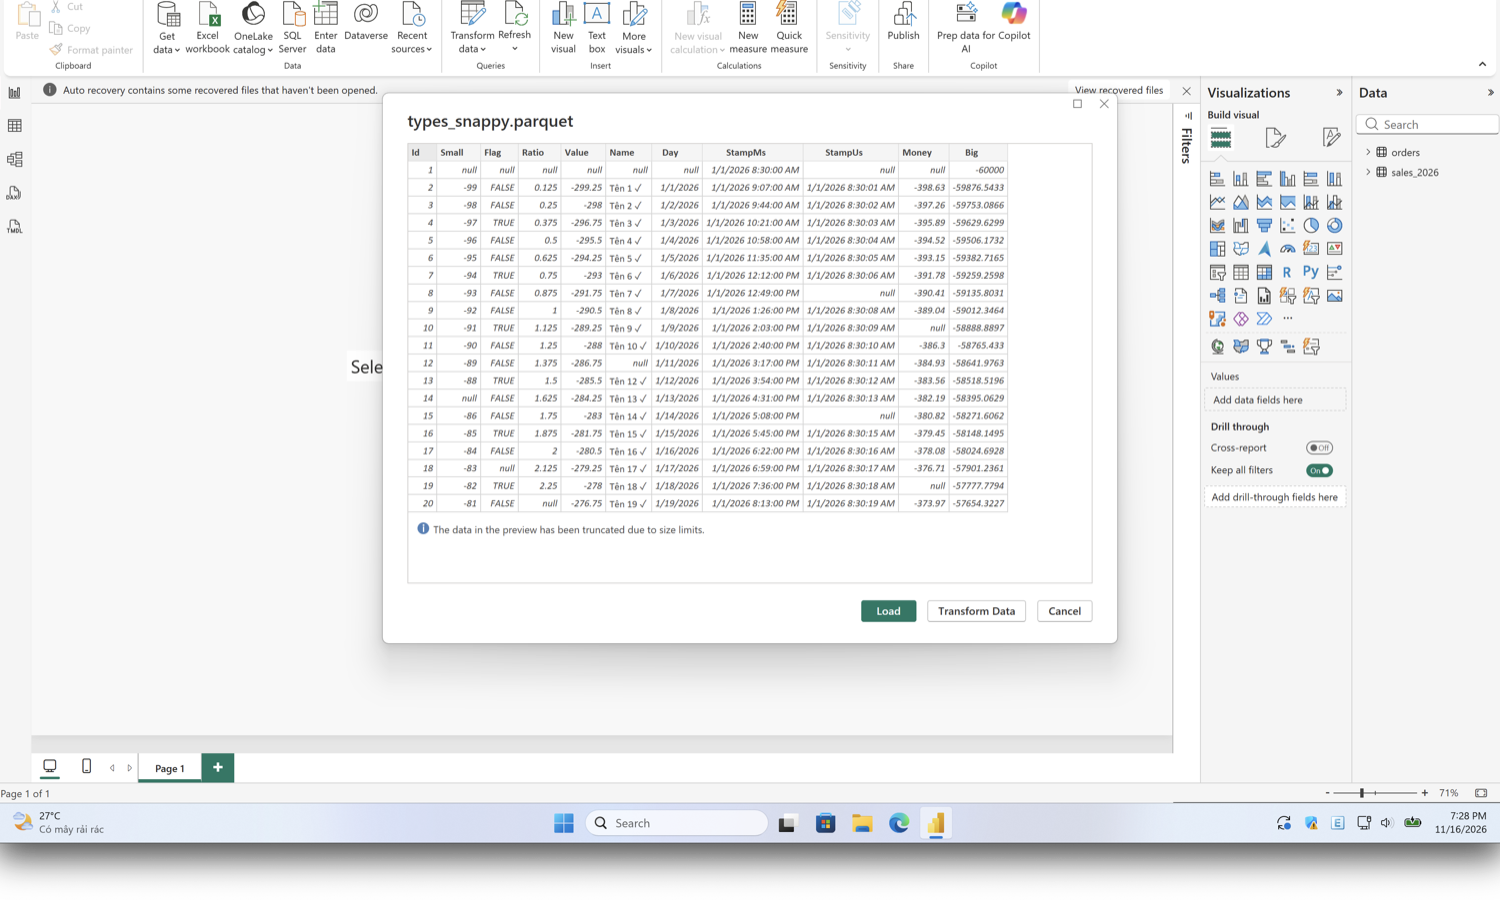 Paste
Cut
Copy
Format painter
Clipboard
Get data
Excel workbook
OneLake catalog
SQL Server
Enter data
Dataverse
Recent sources
Data
Transform data
Refresh
Queries
New visual
Text box
More visuals
Insert
New visual calculation
New measure
Quick measure
Calculations
Sensitivity
Sensitivity
Publish
Share
Prep data for AI
Copilot
Copilot
Auto recovery contains some recovered files that haven't been opened.
View recovered files
types_snappy.parquet
Id Small Flag Ratio Value Name Day StampMs StampUs Money Big
1 null null null null null null 1/1/2026 8:30:00 AM null null -60000
2 -99 FALSE 0.125 -299.25 Tên 1 ✓ 1/1/2026 1/1/2026 9:07:00 AM 1/1/2026 8:30:01 AM -398.63 -59876.5433
3 -98 FALSE 0.25 -298 Tên 2 ✓ 1/2/2026 1/1/2026 9:44:00 AM 1/1/2026 8:30:02 AM -397.26 -59753.0866
4 -97 TRUE 0.375 -296.75 Tên 3 ✓ 1/3/2026 1/1/2026 10:21:00 AM 1/1/2026 8:30:03 AM -395.89 -59629.6299
5 -96 FALSE 0.5 -295.5 Tên 4 ✓ 1/4/2026 1/1/2026 10:58:00 AM 1/1/2026 8:30:04 AM -394.52 -59506.1732
6 -95 FALSE 0.625 -294.25 Tên 5 ✓ 1/5/2026 1/1/2026 11:35:00 AM 1/1/2026 8:30:05 AM -393.15 -59382.7165
7 -94 TRUE 0.75 -293 Tên 6 ✓ 1/6/2026 1/1/2026 12:12:00 PM 1/1/2026 8:30:06 AM -391.78 -59259.2598
8 -93 FALSE 0.875 -291.75 Tên 7 ✓ 1/7/2026 1/1/2026 12:49:00 PM null -390.41 -59135.8031
9 -92 FALSE 1 -290.5 Tên 8 ✓ 1/8/2026 1/1/2026 1:26:00 PM 1/1/2026 8:30:08 AM -389.04 -59012.3464
10 -91 TRUE 1.125 -289.25 Tên 9 ✓ 1/9/2026 1/1/2026 2:03:00 PM 1/1/2026 8:30:09 AM null -58888.8897
11 -90 FALSE 1.25 -288 Tên 10 ✓ 1/10/2026 1/1/2026 2:40:00 PM 1/1/2026 8:30:10 AM -386.3 -58765.433
12 -89 FALSE 1.375 -286.75 null 1/11/2026 1/1/2026 3:17:00 PM 1/1/2026 8:30:11 AM -384.93 -58641.9763
13 -88 TRUE 1.5 -285.5 Tên 12 ✓ 1/12/2026 1/1/2026 3:54:00 PM 1/1/2026 8:30:12 AM -383.56 -58518.5196
14 null FALSE 1.625 -284.25 Tên 13 ✓ 1/13/2026 1/1/2026 4:31:00 PM 1/1/2026 8:30:13 AM -382.19 -58395.0629
15 -86 FALSE 1.75 -283 Tên 14 ✓ 1/14/2026 1/1/2026 5:08:00 PM null -380.82 -58271.6062
16 -85 TRUE 1.875 -281.75 Tên 15 ✓ 1/15/2026 1/1/2026 5:45:00 PM 1/1/2026 8:30:15 AM -379.45 -58148.1495
17 -84 FALSE 2 -280.5 Tên 16 ✓ 1/16/2026 1/1/2026 6:22:00 PM 1/1/2026 8:30:16 AM -378.08 -58024.6928
18 -83 null 2.125 -279.25 Tên 17 ✓ 1/17/2026 1/1/2026 6:59:00 PM 1/1/2026 8:30:17 AM -376.71 -57901.2361
19 -82 TRUE 2.25 -278 Tên 18 ✓ 1/18/2026 1/1/2026 7:36:00 PM 1/1/2026 8:30:18 AM null -57777.7794
20 -81 FALSE null -276.75 Tên 19 ✓ 1/19/2026 1/1/2026 8:13:00 PM 1/1/2026 8:30:19 AM -373.97 -57654.3227
The data in the preview has been truncated due to size limits.
Load
Transform Data
Cancel
Sele
DAX
TMDL
Filters
Visualizations
Build visual
123
R
Py
...
Values
Add data fields here
Drill through
Cross-report
Off
Keep all filters
On
Add drill-through fields here
Data
Search
orders
sales_2026
Page 1
+
Page 1 of 1
- + 71%
27°C
Có mây rải rác
Search
E
7:28 PM
11/16/2026